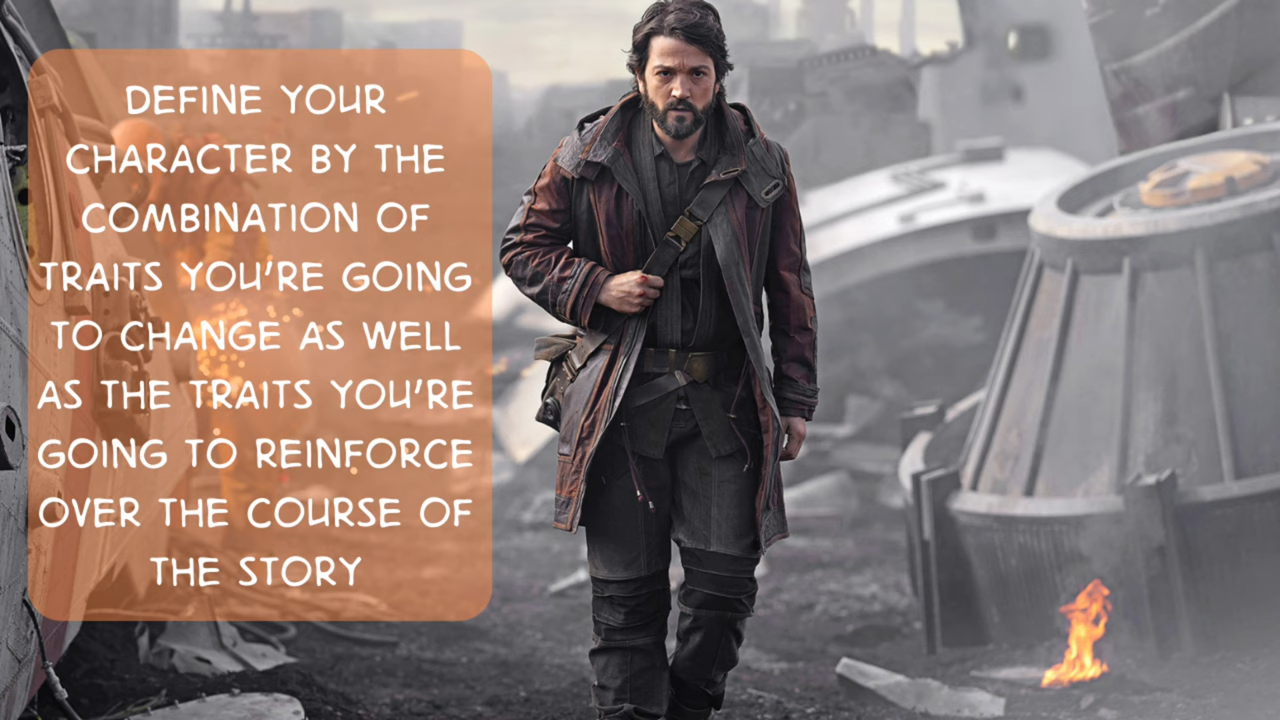 DEFINE YOUR
CHARACTER BY THE
COMBINATION OF
TRAITS YOU'RE GOING
TO CHANGE AS WELL
AS THE TRAITS YOU'RE
GOING TO REINFORCE
OVER THE COURSE OF
THE STORY